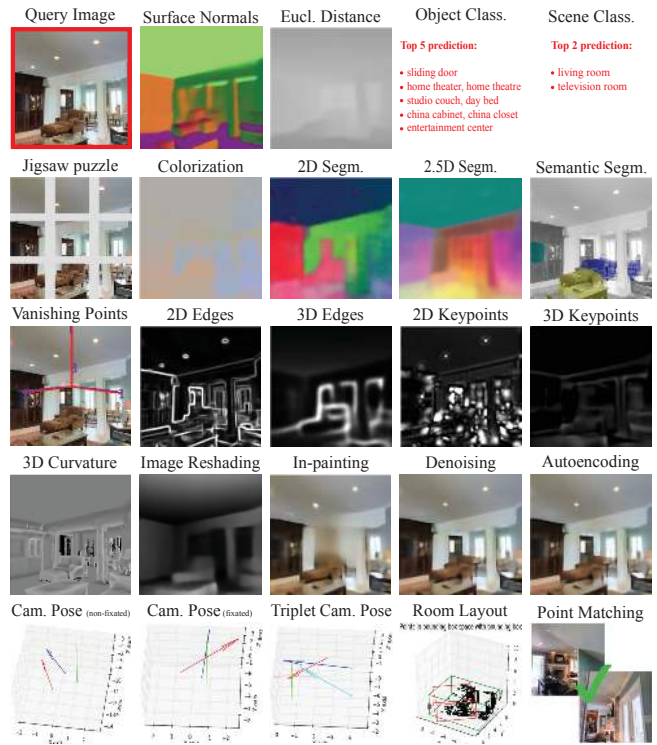 Query Image
Surface Normals
Eucl. Distance
Object Class.
Scene Class.
Top 5 prediction:
• sliding door
• home theater, home theatre
• studio couch, day bed
• china cabinet, china closet
• entertainment center
Top 2 prediction:
• living room
• television room
Jigsaw puzzle
Colorization
2D Segm.
2.5D Segm.
Semantic Segm.
Vanishing Points
2D Edges
3D Edges
2D Keypoints
3D Keypoints
3D Curvature
Image Reshading
In-painting
Denoising
Autoencoding
Cam. Pose (non-fixated)
Cam. Pose (fixated)
Triplet Cam. Pose
Room Layout
Point Matching